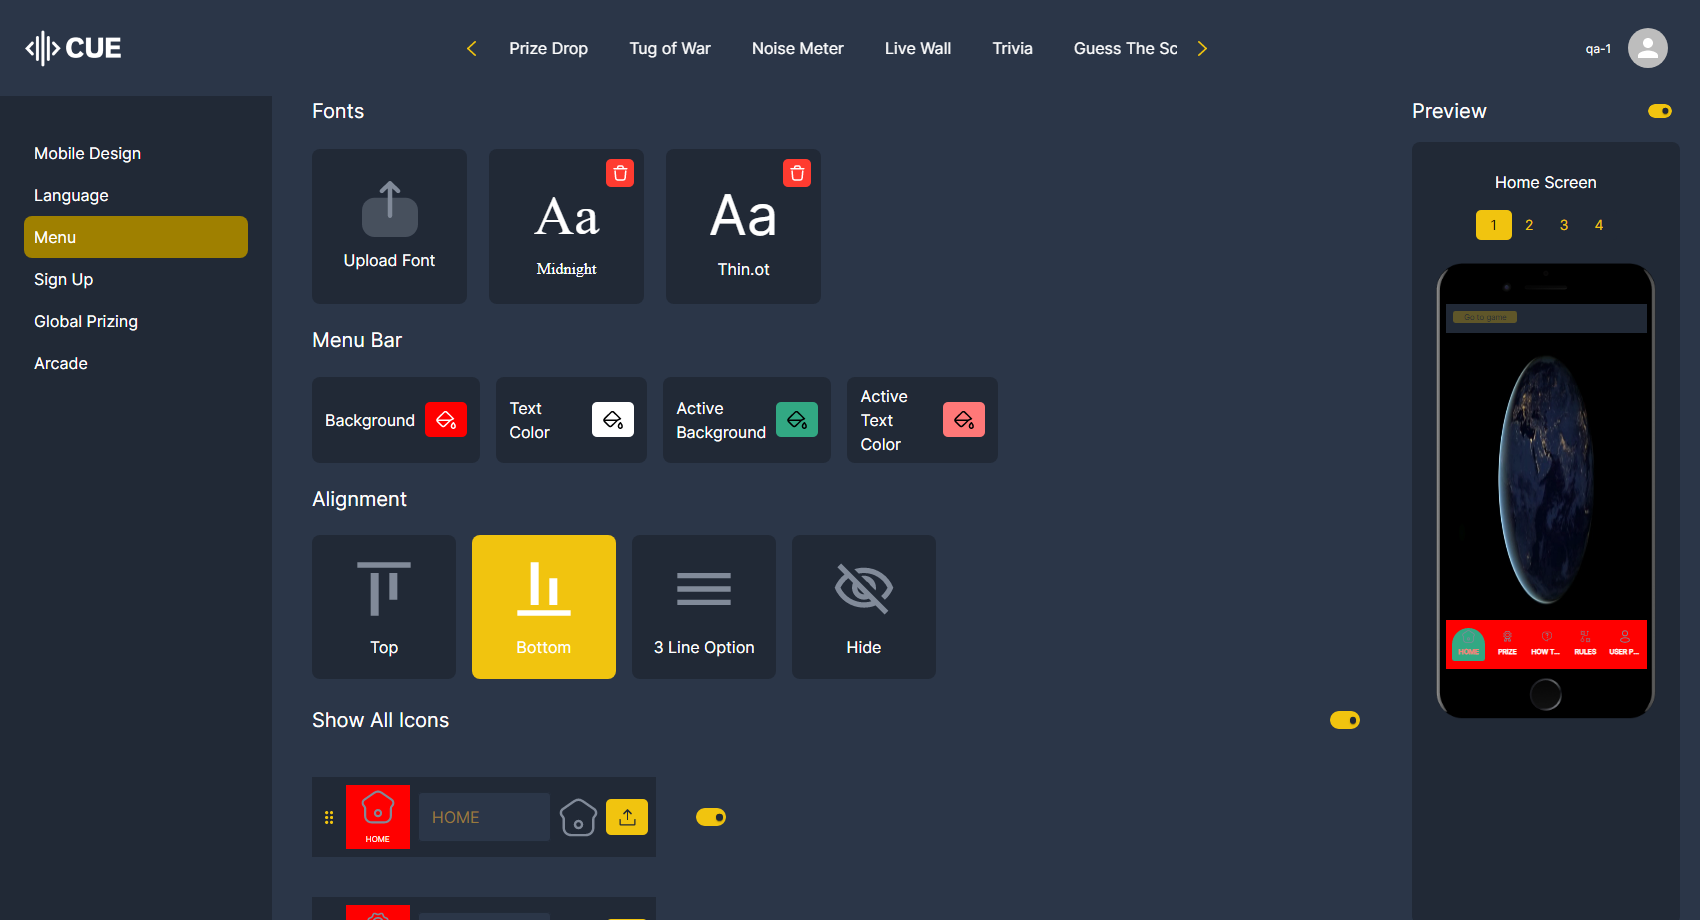 CUE
Prize Drop
Tug of War
Noise Meter
Live Wall
Trivia
Guess The Sc
qa-1
Mobile Design
Language
Menu
Sign Up
Global Prizing
Arcade
Fonts
Upload Font
Aa
Midnight
Aa
Thin.ot
Menu Bar
Background
Text
Color
Active
Background
Active
Text
Color
Alignment
Top
Bottom
3 Line Option
Hide
Show All Icons
HOME
HOME
Preview
Home Screen
1 2 3 4
Go to game
HOME
PRIZE
HOW T...
RULES
USER P...